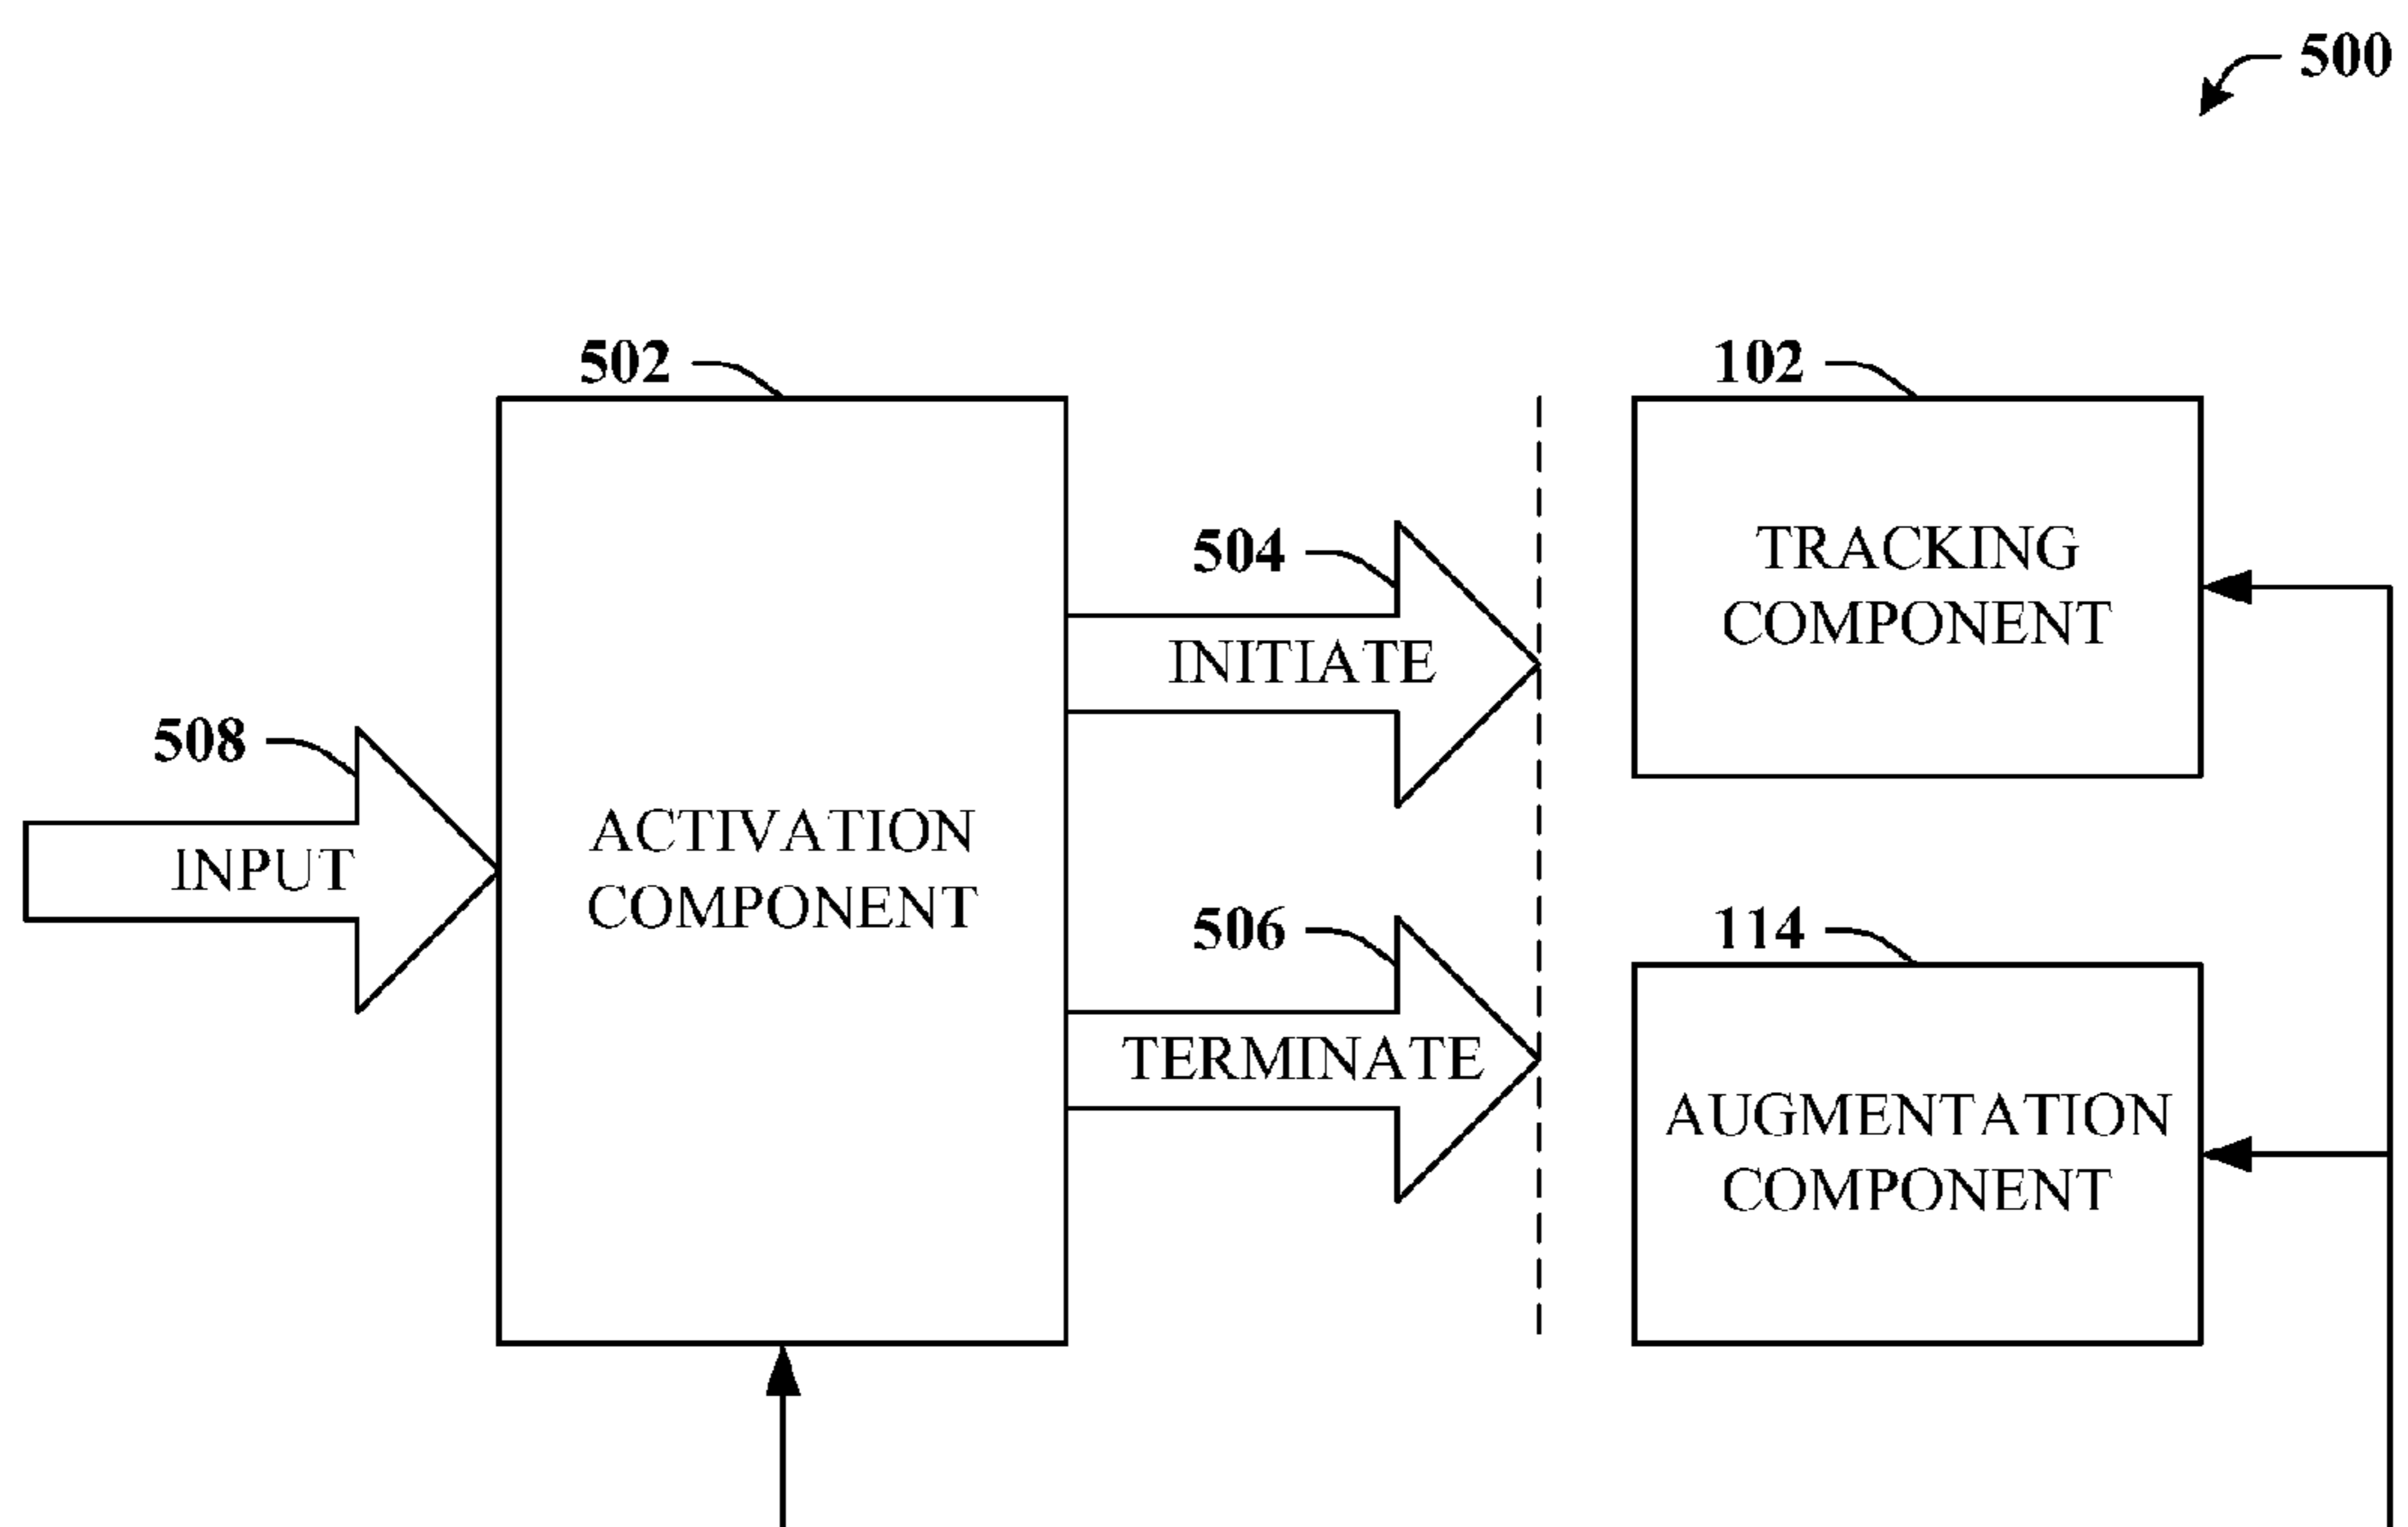 500
502
102
504
TRACKING
COMPONENT
INITIATE
508
ACTIVATION
COMPONENT
INPUT
506
114
TERMINATE
AUGMENTATION
COMPONENT